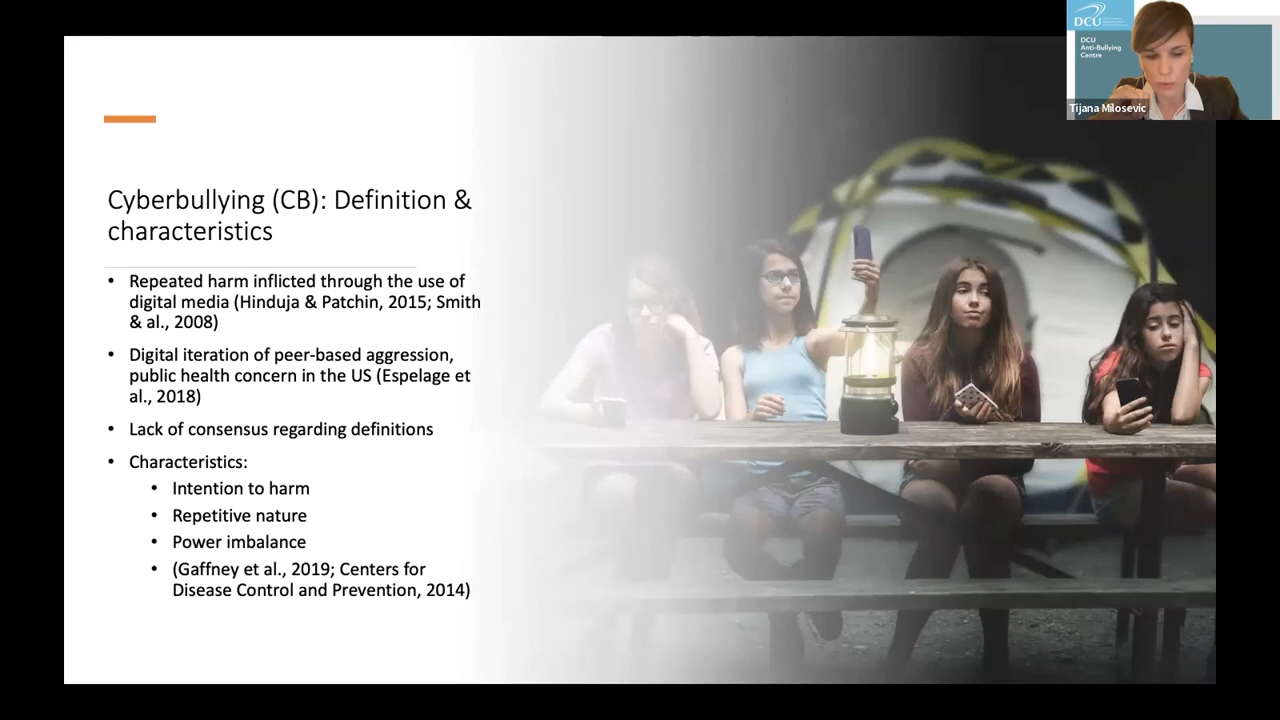 Cyberbullying (CB): Definition &
characteristics
• Repeated harm inflicted through the use of
digital media (Hinduja & Patchin, 2015; Smith
& al., 2008)
• Digital iteration of peer-based aggression,
public health concern in the US (Espelage et
al., 2018)
• Lack of consensus regarding definitions
• Characteristics:
• Intention to harm
• Repetitive nature
• Power imbalance
• (Gaffney et al., 2019; Centers for
Disease Control and Prevention, 2014)
DCU
DCU
Anti-Bullying
Centre
Tijana Milosevic